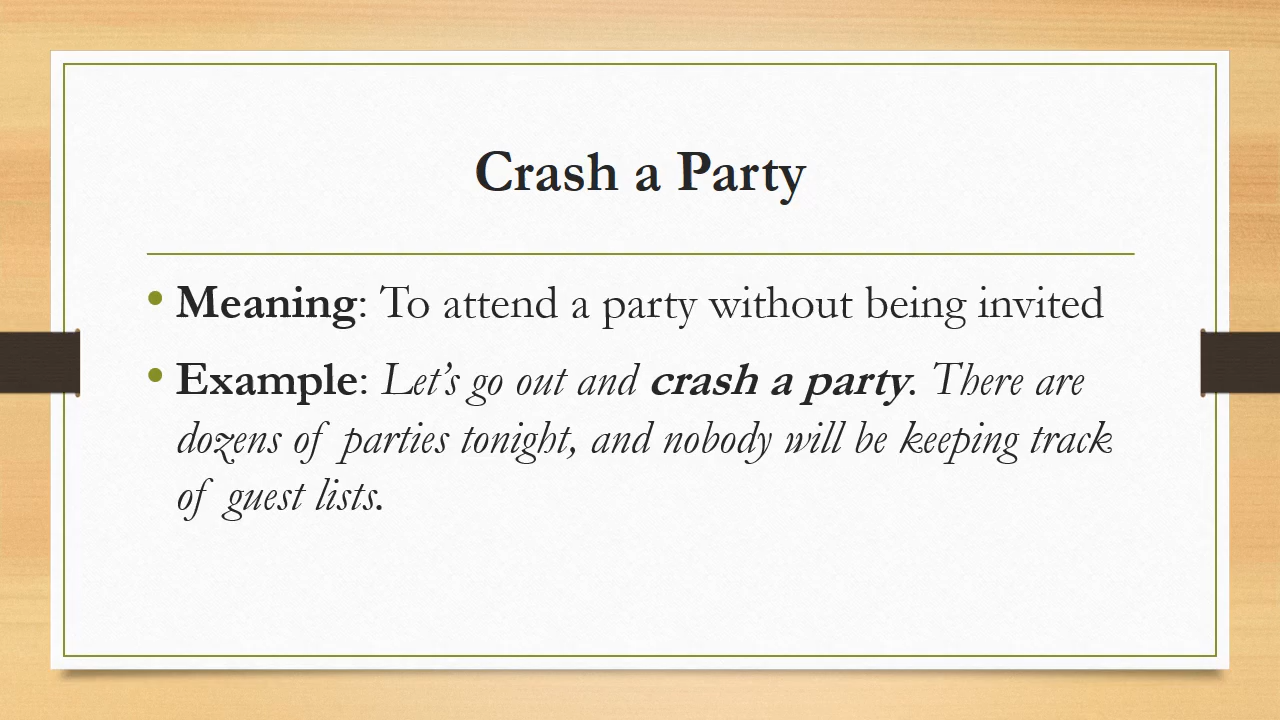 Crash a Party
• Meaning: To attend a party without being invited
• Example: Let’s go out and crash a party. There are
dozens of parties tonight, and nobody will be keeping track
of guest lists.